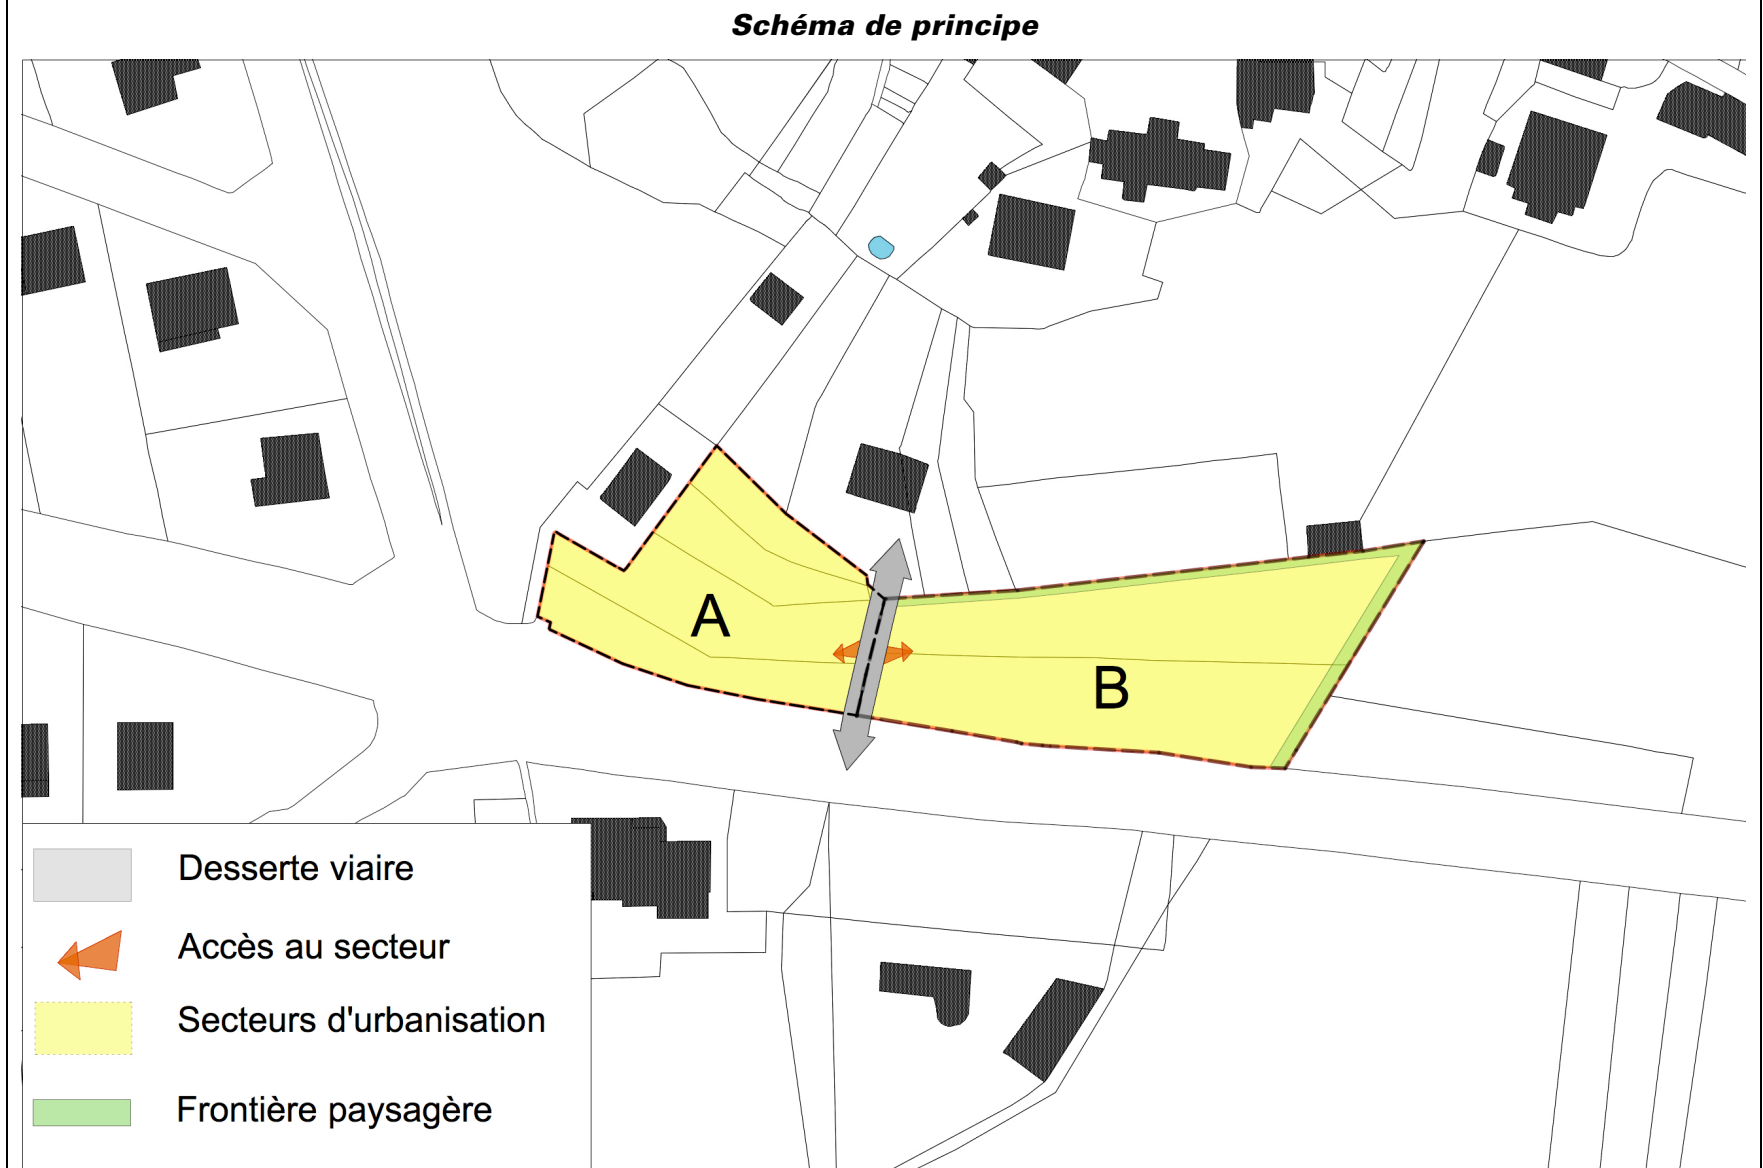 Schéma de principe
A
B
Desserte viaire
Accès au secteur
Secteurs d'urbanisation
Frontière paysagère